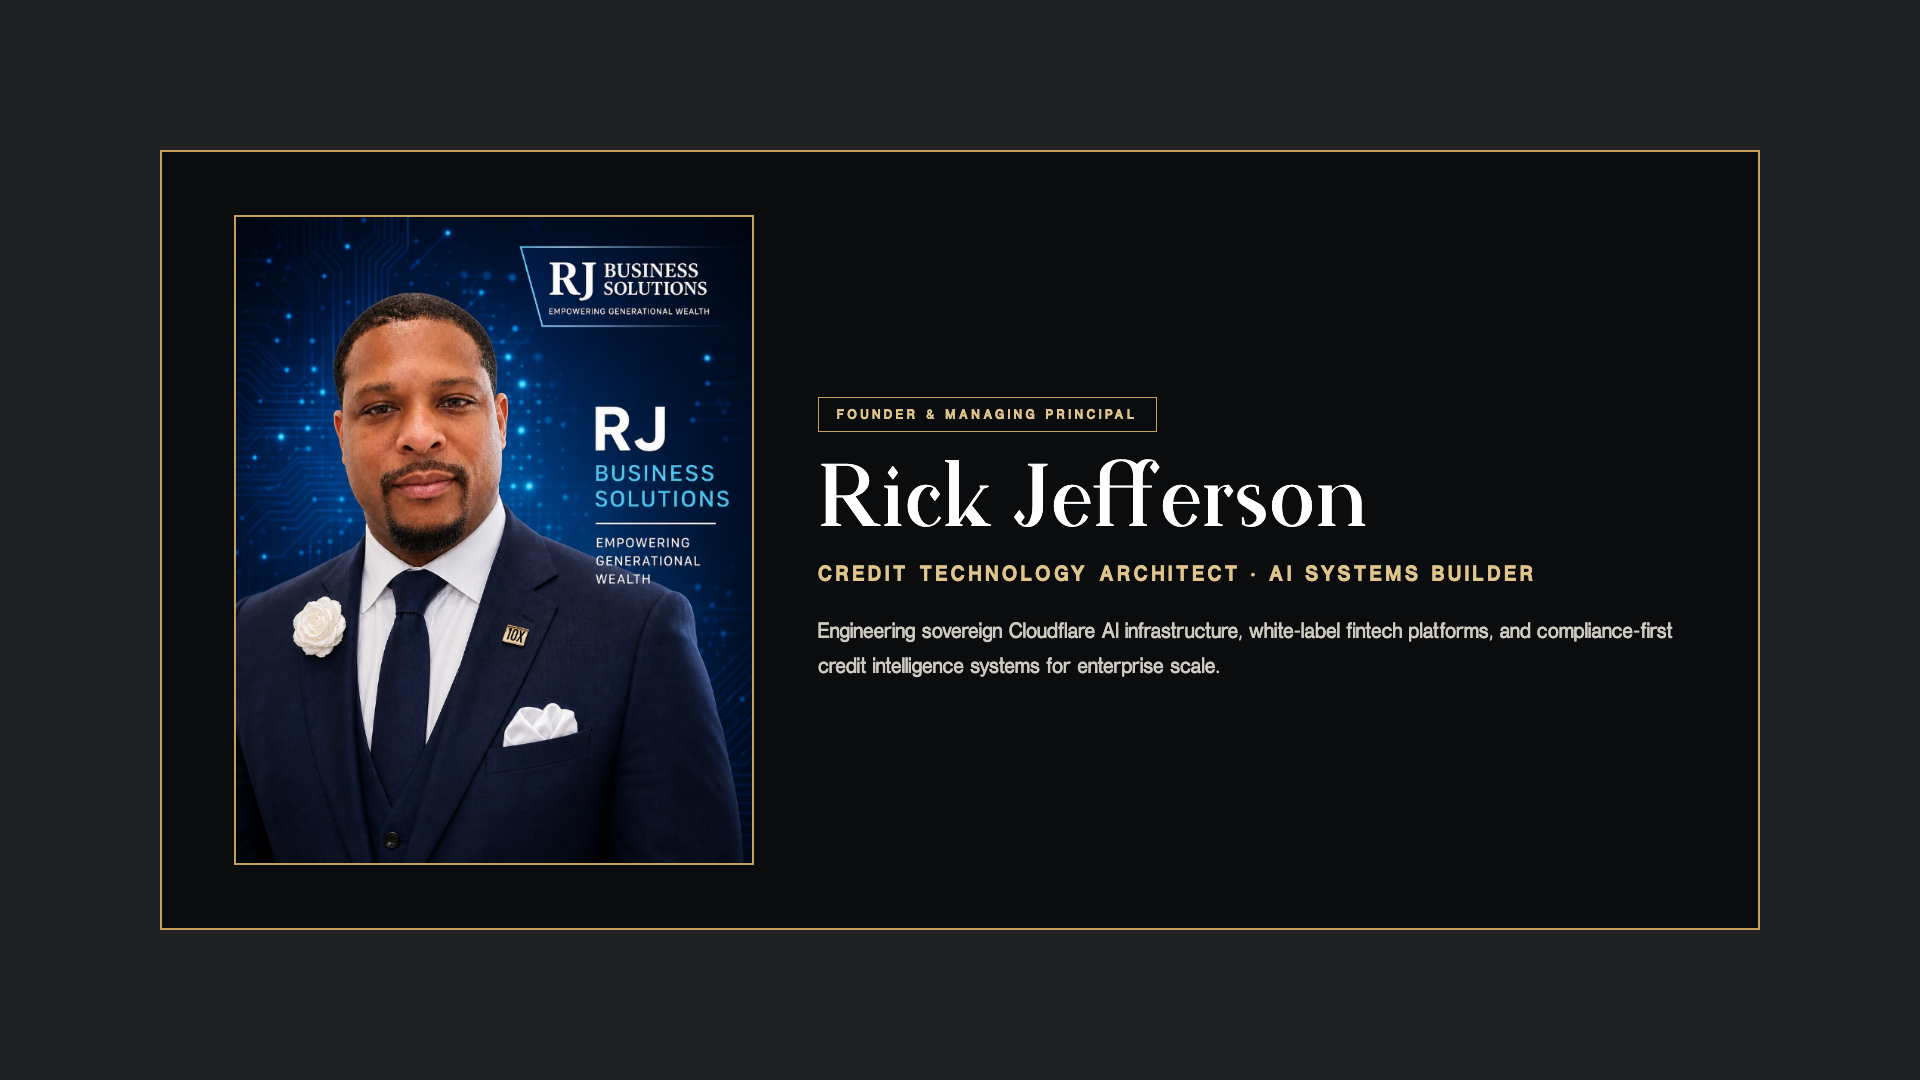 RJ BUSINESS
SOLUTIONS
EMPOWERING GENERATIONAL WEALTH
RJ
BUSINESS
SOLUTIONS
EMPOWERING
GENERATIONAL
WEALTH
10X
FOUNDER & MANAGING PRINCIPAL
Rick Jefferson
CREDIT TECHNOLOGY ARCHITECT · AI SYSTEMS BUILDER
Engineering sovereign Cloudflare AI infrastructure, white-label fintech platforms, and compliance-first
credit intelligence systems for enterprise scale.